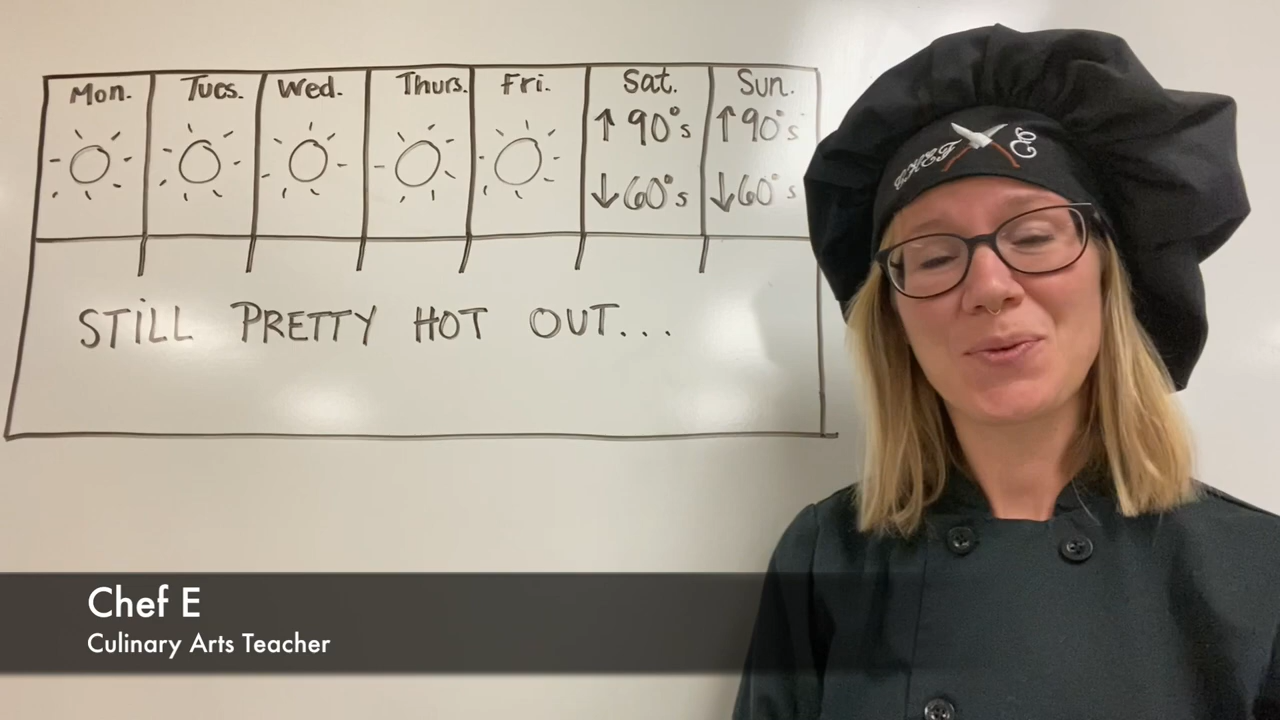 Mon. Tues. Wed. Thurs. Fri. Sat. Sun.
↑ 90°s ↑ 90°s
↓ 60°s ↓ 60°s
STILL PRETTY HOT OUT...
CHEF E
Chef E
Culinary Arts Teacher